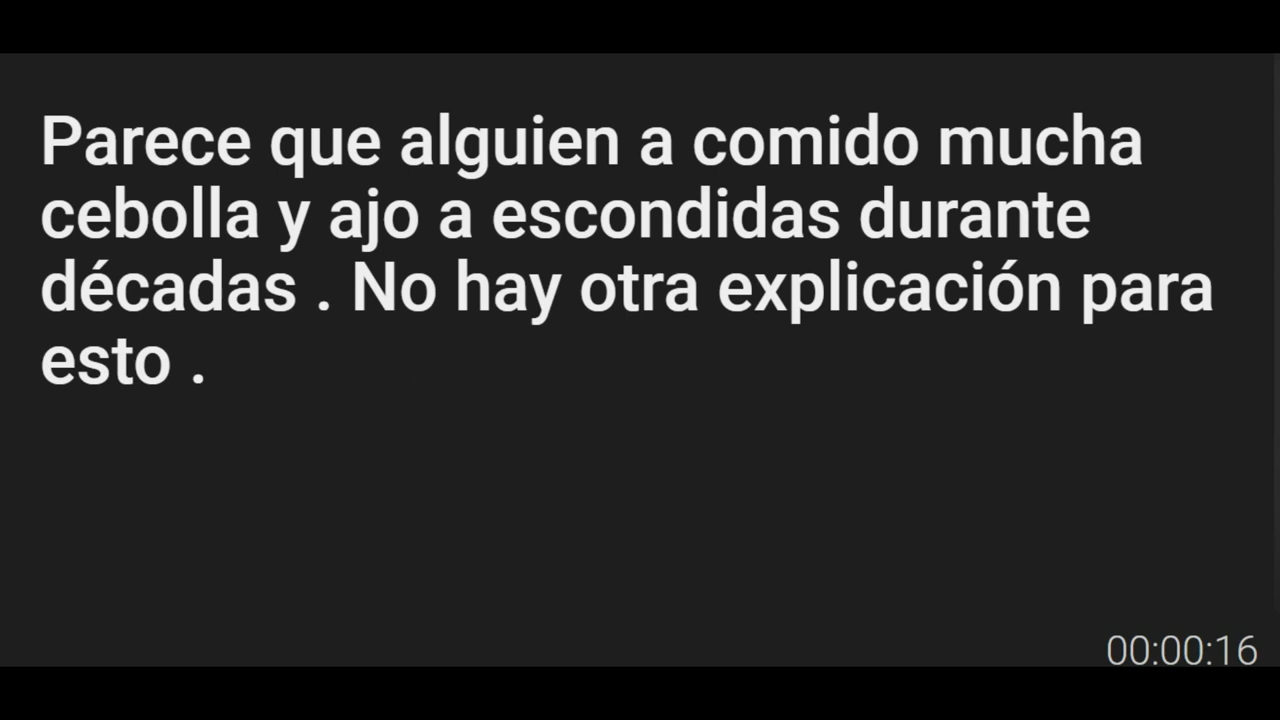 Parece que alguien a comido mucha
cebolla y ajo a escondidas durante
décadas . No hay otra explicación para
esto .
00:00:16